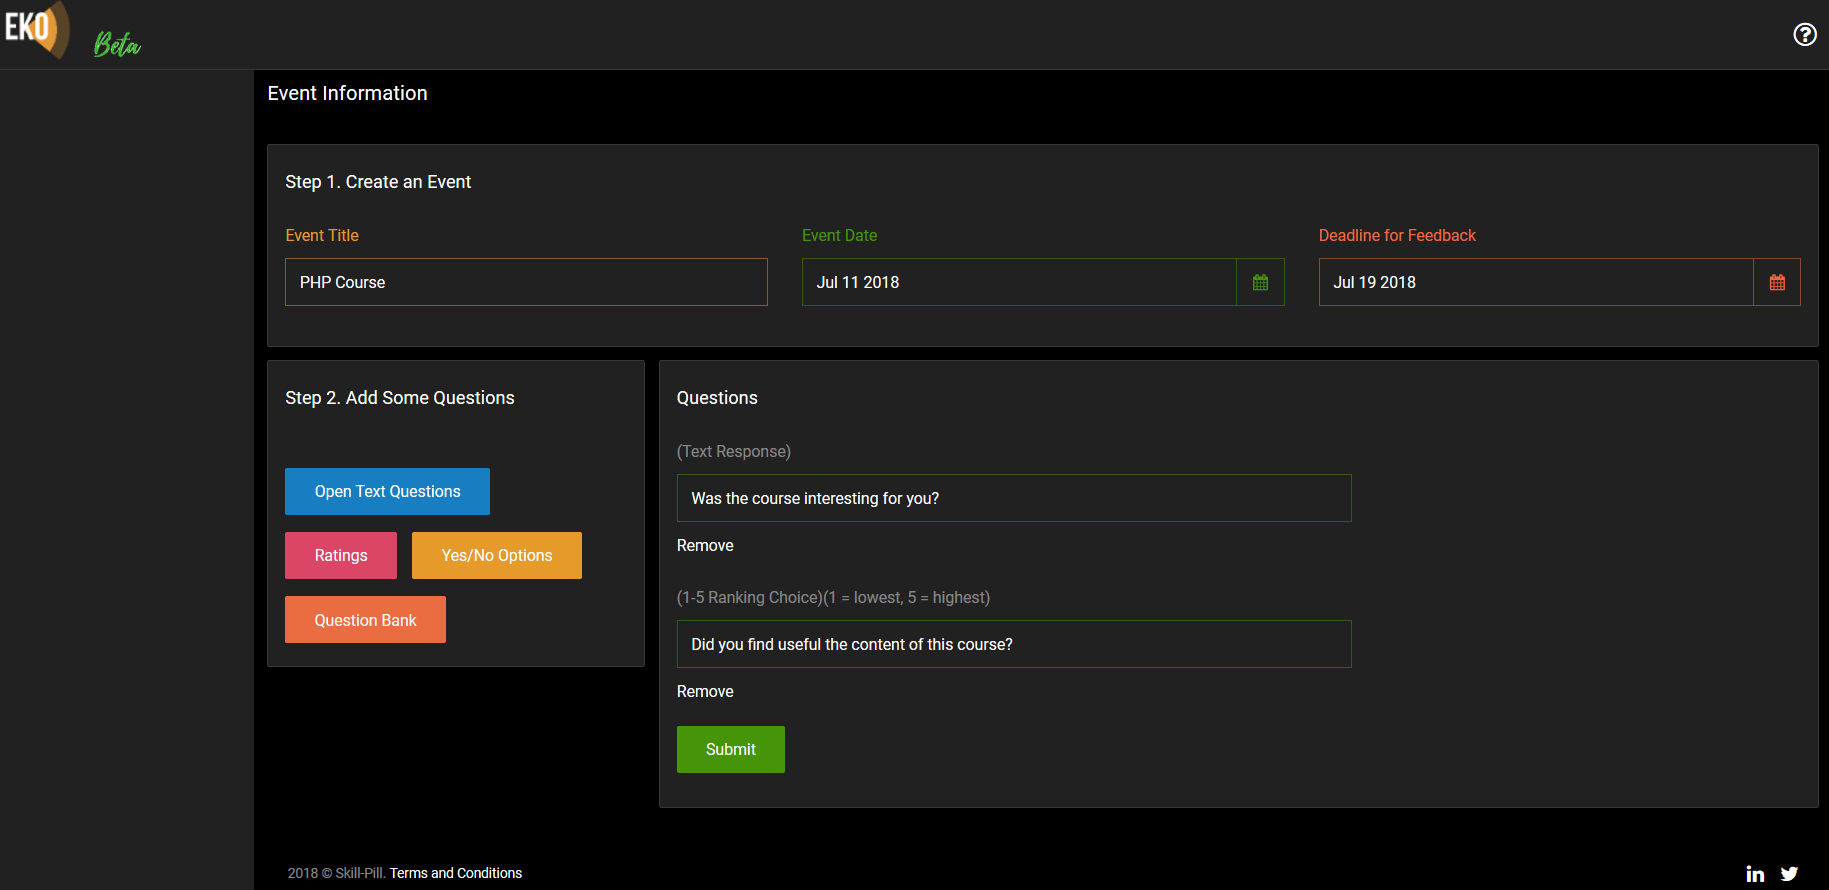 EKO
Beta
Event Information
Step 1. Create an Event
Event Title
Event Date
Deadline for Feedback
PHP Course
Jul 11 2018
Jul 19 2018
Step 2. Add Some Questions
Open Text Questions
Ratings
Yes/No Options
Question Bank
Questions
(Text Response)
Was the course interesting for you?
Remove
(1-5 Ranking Choice)(1 = lowest, 5 = highest)
Did you find useful the content of this course?
Remove
Submit
2018 © Skill-Pill. Terms and Conditions